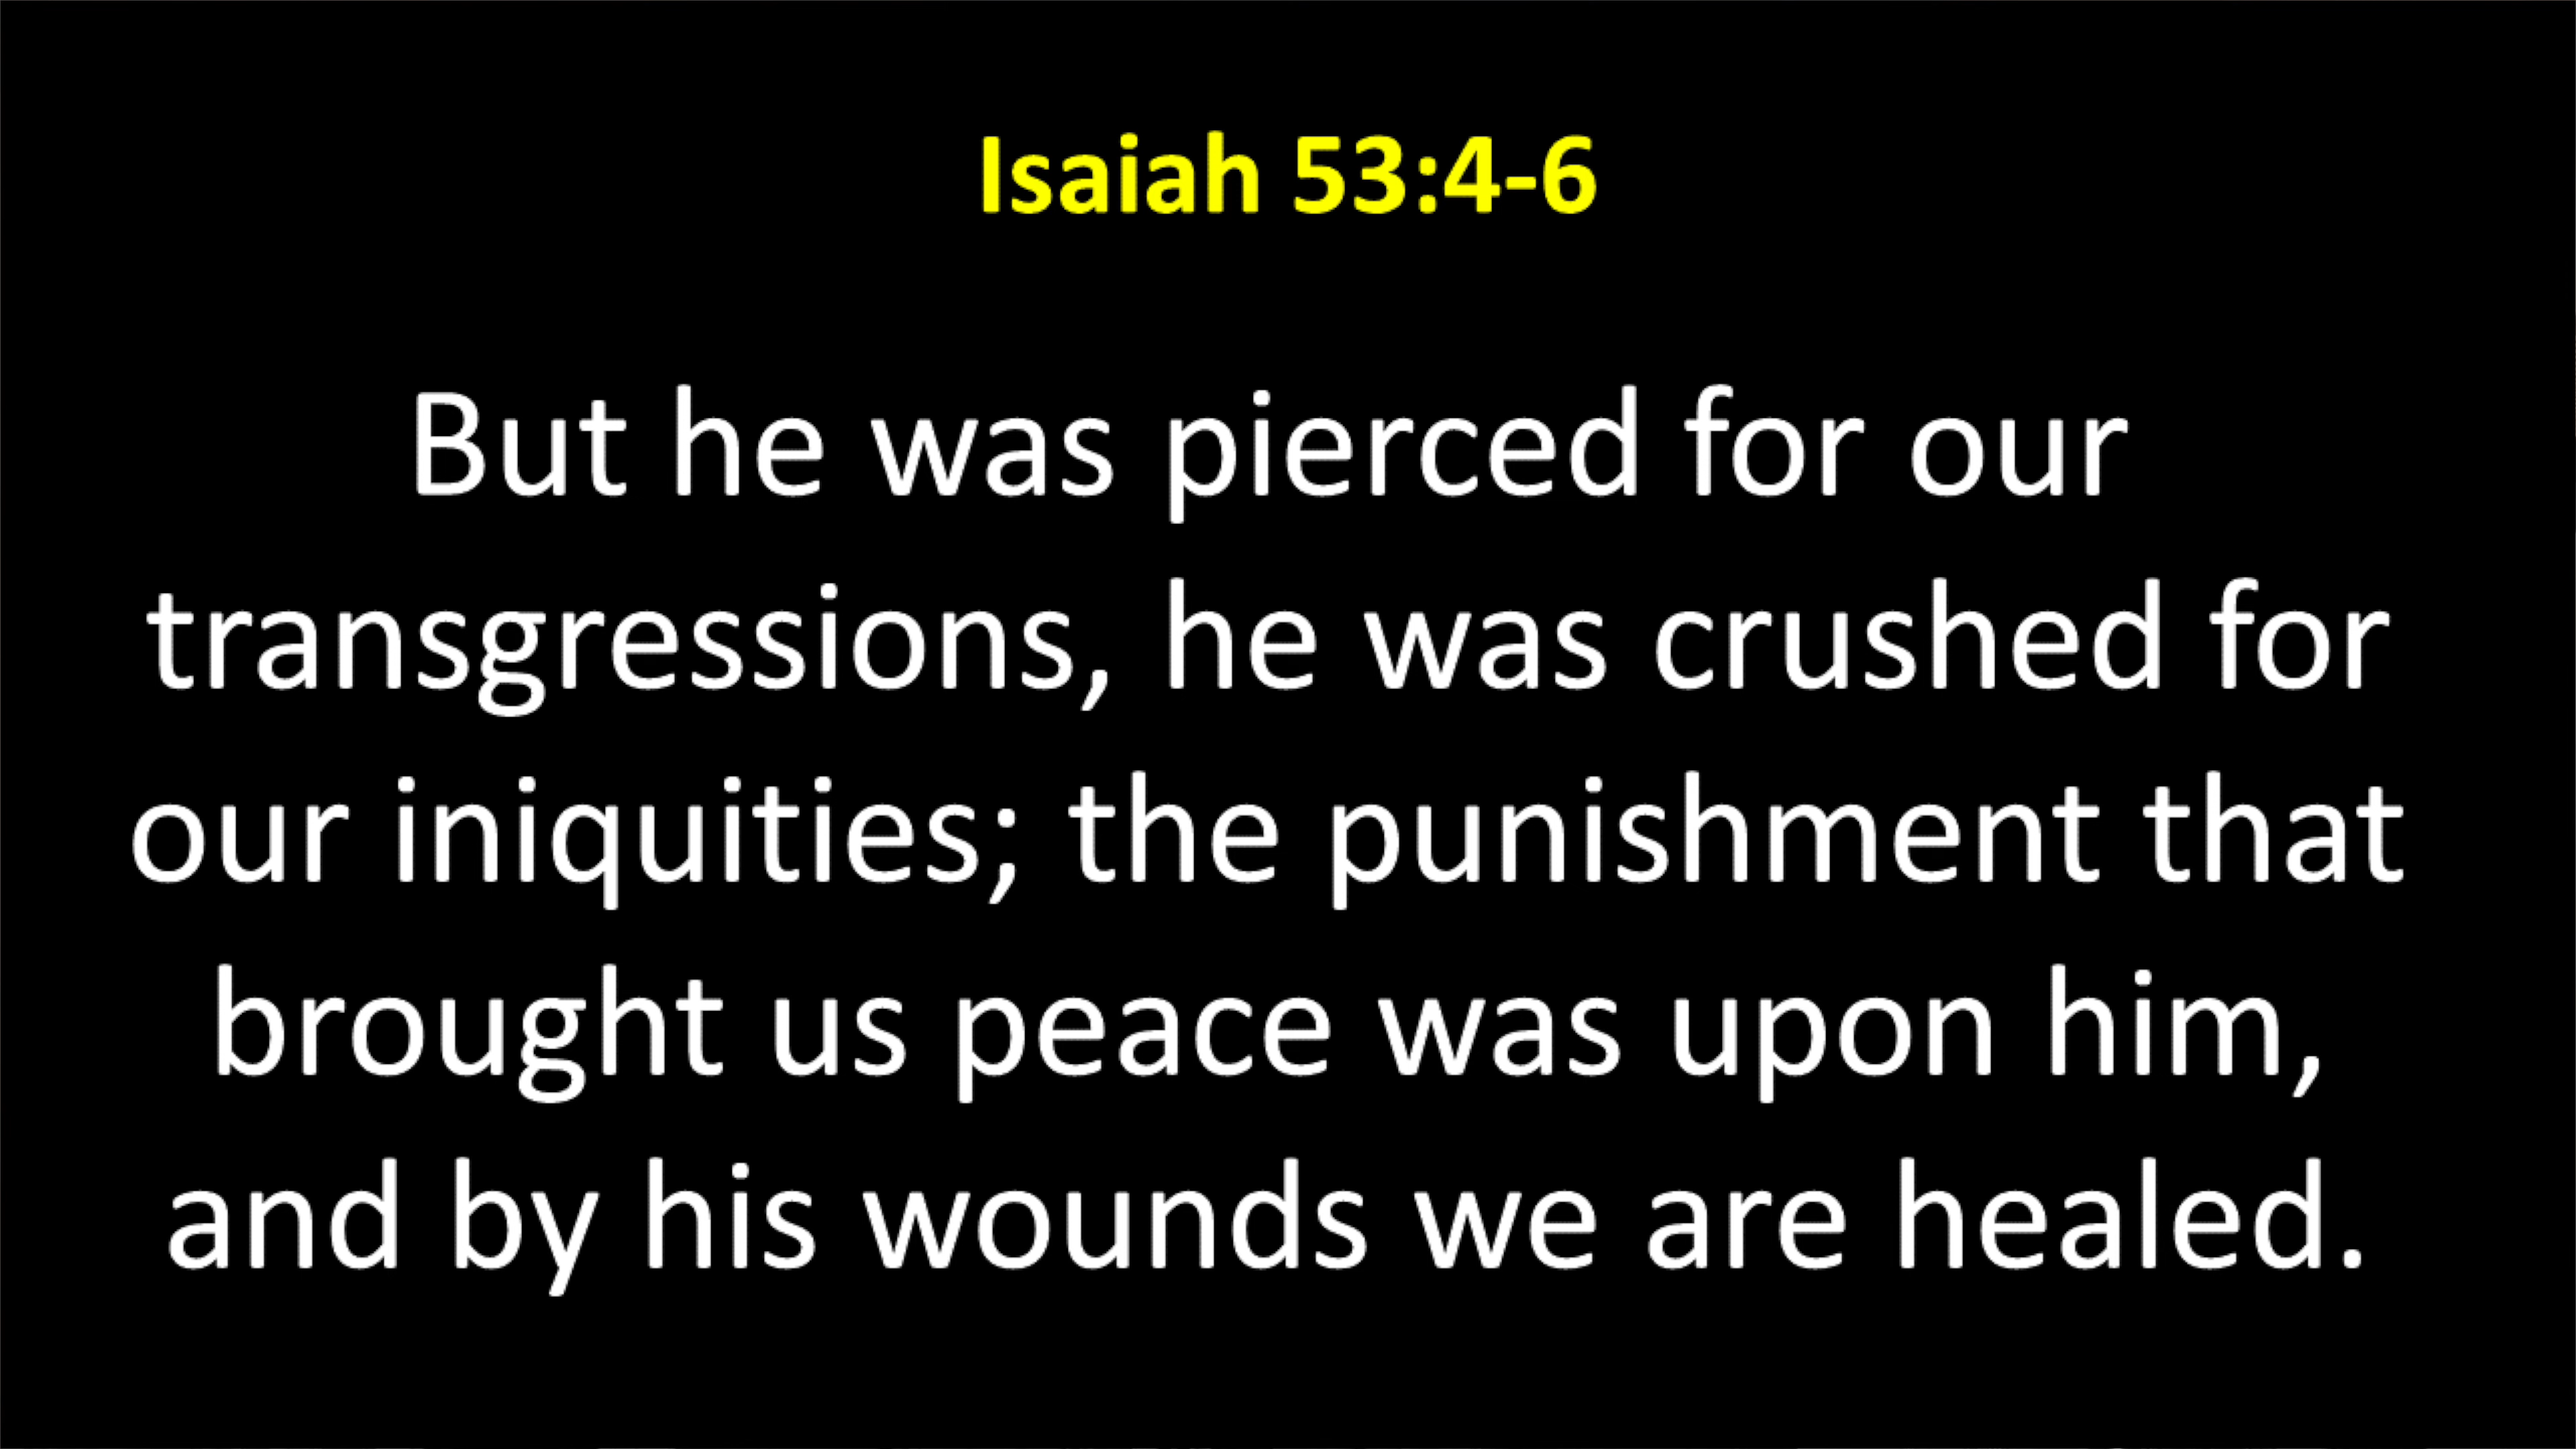 Isaiah 53:4-6
But he was pierced for our
transgressions, he was crushed for
our iniquities; the punishment that
brought us peace was upon him,
and by his wounds we are healed.